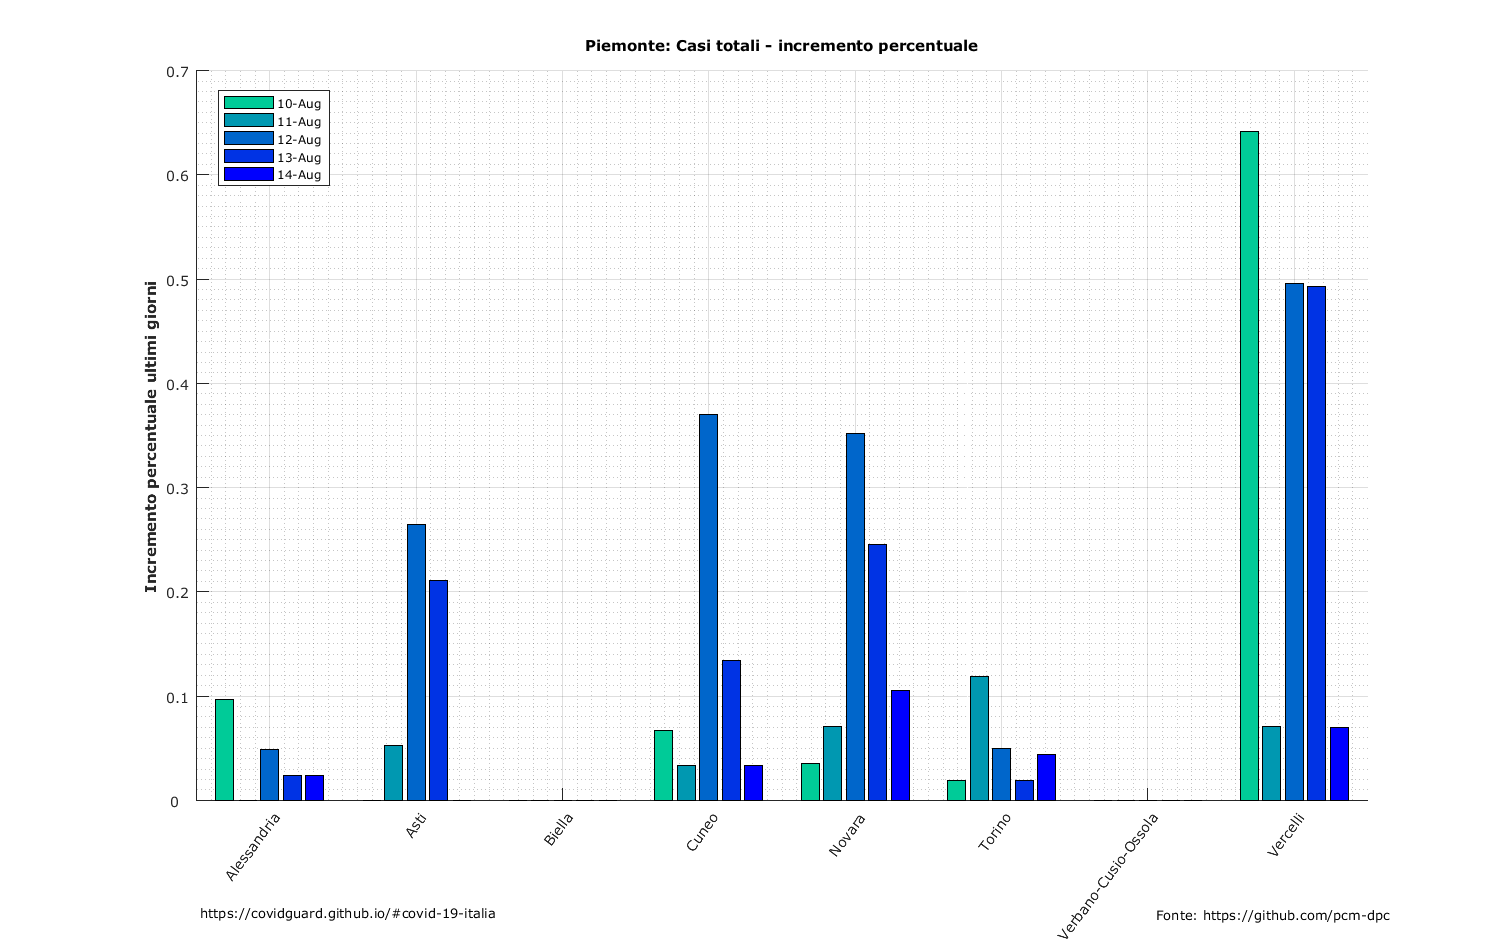 Piemonte: Casi totali - incremento percentuale
Incremento percentuale ultimi giorni
0.7
0.6
0.5
0.4
0.3
0.2
0.1
0
10-Aug
11-Aug
12-Aug
13-Aug
14-Aug
Alessandria
Asti
Biella
Cuneo
Novara
Torino
Verbano-Cusio-Ossola
Vercelli
https://covidguard.github.io/#covid-19-italia
Fonte: https://github.com/pcm-dpc